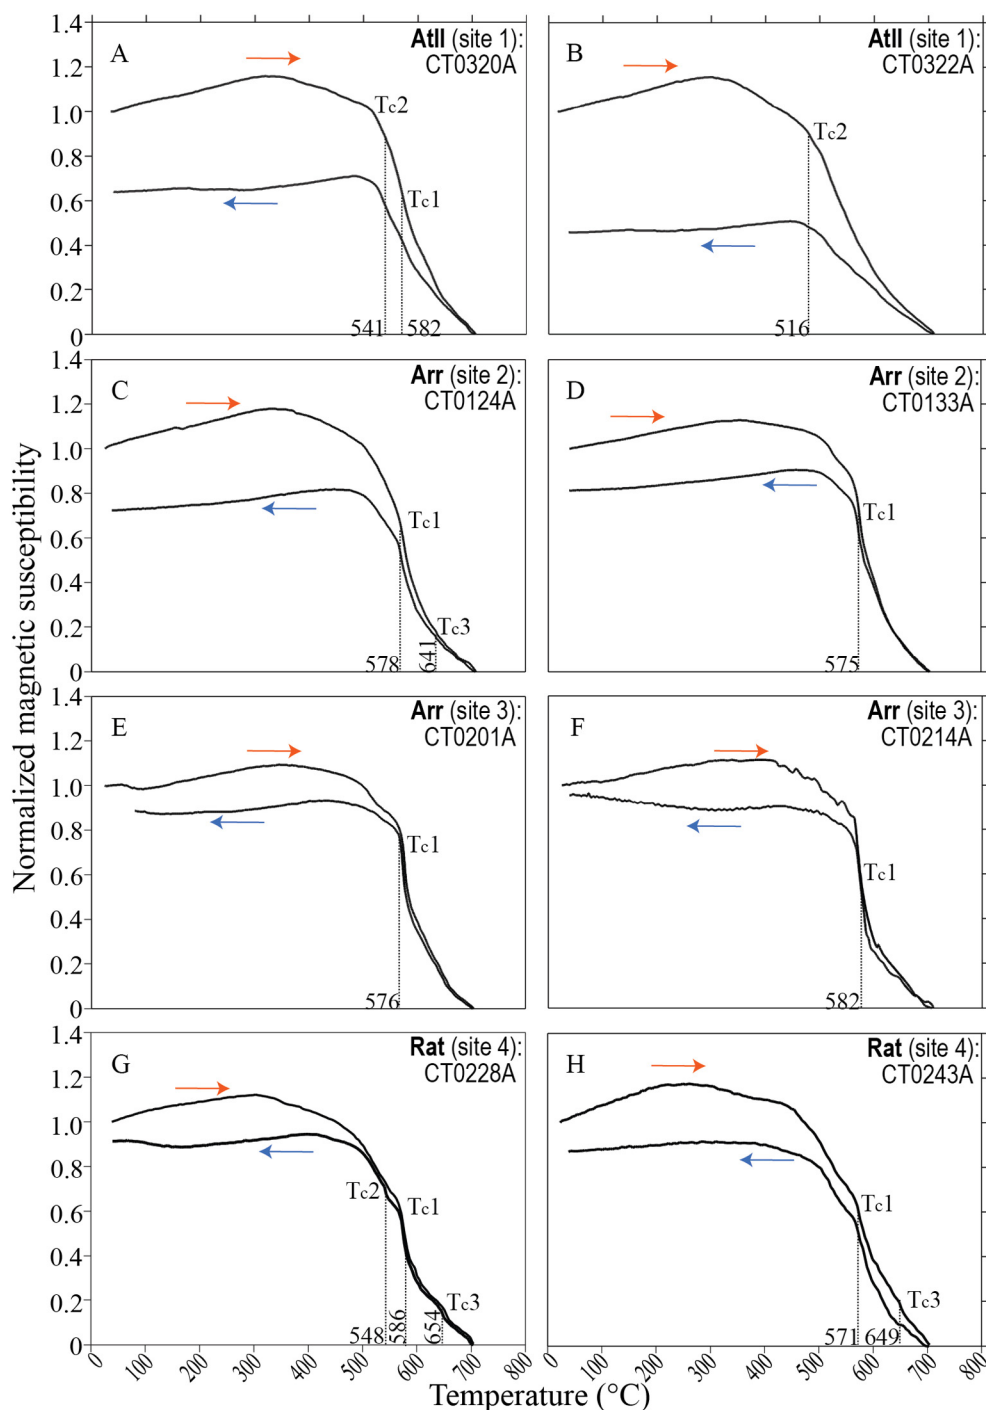 1.4
1.2
1.0
0.8
0.6
0.4
0.2
0
A
AtII (site 1):
CT0320A
Tc2
Tc1
541
582
B
AtII (site 1):
CT0322A
Tc2
516
1.4
1.2
1.0
0.8
0.6
0.4
0.2
0
C
Arr (site 2):
CT0124A
Tc1
Tc3
578
641
D
Arr (site 2):
CT0133A
Tc1
575
Normalized magnetic susceptibility
1.4
1.2
1.0
0.8
0.6
0.4
0.2
0
E
Arr (site 3):
CT0201A
Tc1
576
F
Arr (site 3):
CT0214A
Tc1
582
1.4
1.2
1.0
0.8
0.6
0.4
0.2
0
G
Rat (site 4):
CT0228A
Tc2
Tc1
Tc3
548
586
654
H
Rat (site 4):
CT0243A
Tc1
Tc3
571
649
0 100 200 300 400 500 600 700 800
0 100 200 300 400 500 600 700 800
Temperature (°C)